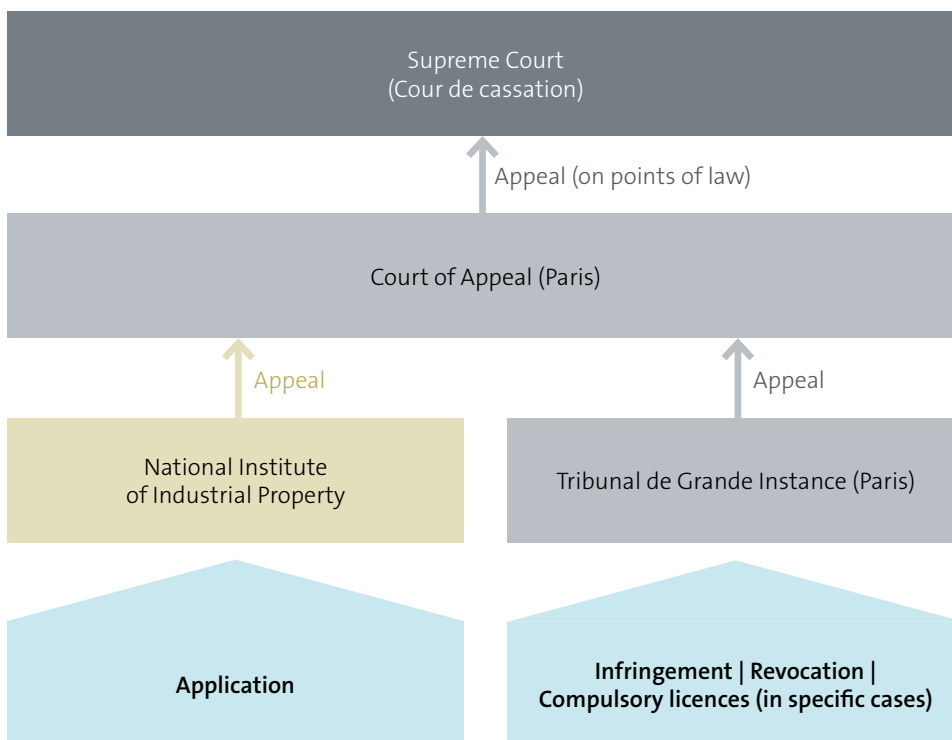 Supreme Court
(Cour de cassation)
Appeal (on points of law)
Court of Appeal (Paris)
Appeal
Appeal
National Institute
of Industrial Property
Tribunal de Grande Instance (Paris)
Application
Infringement | Revocation |
Compulsory licences (in specific cases)